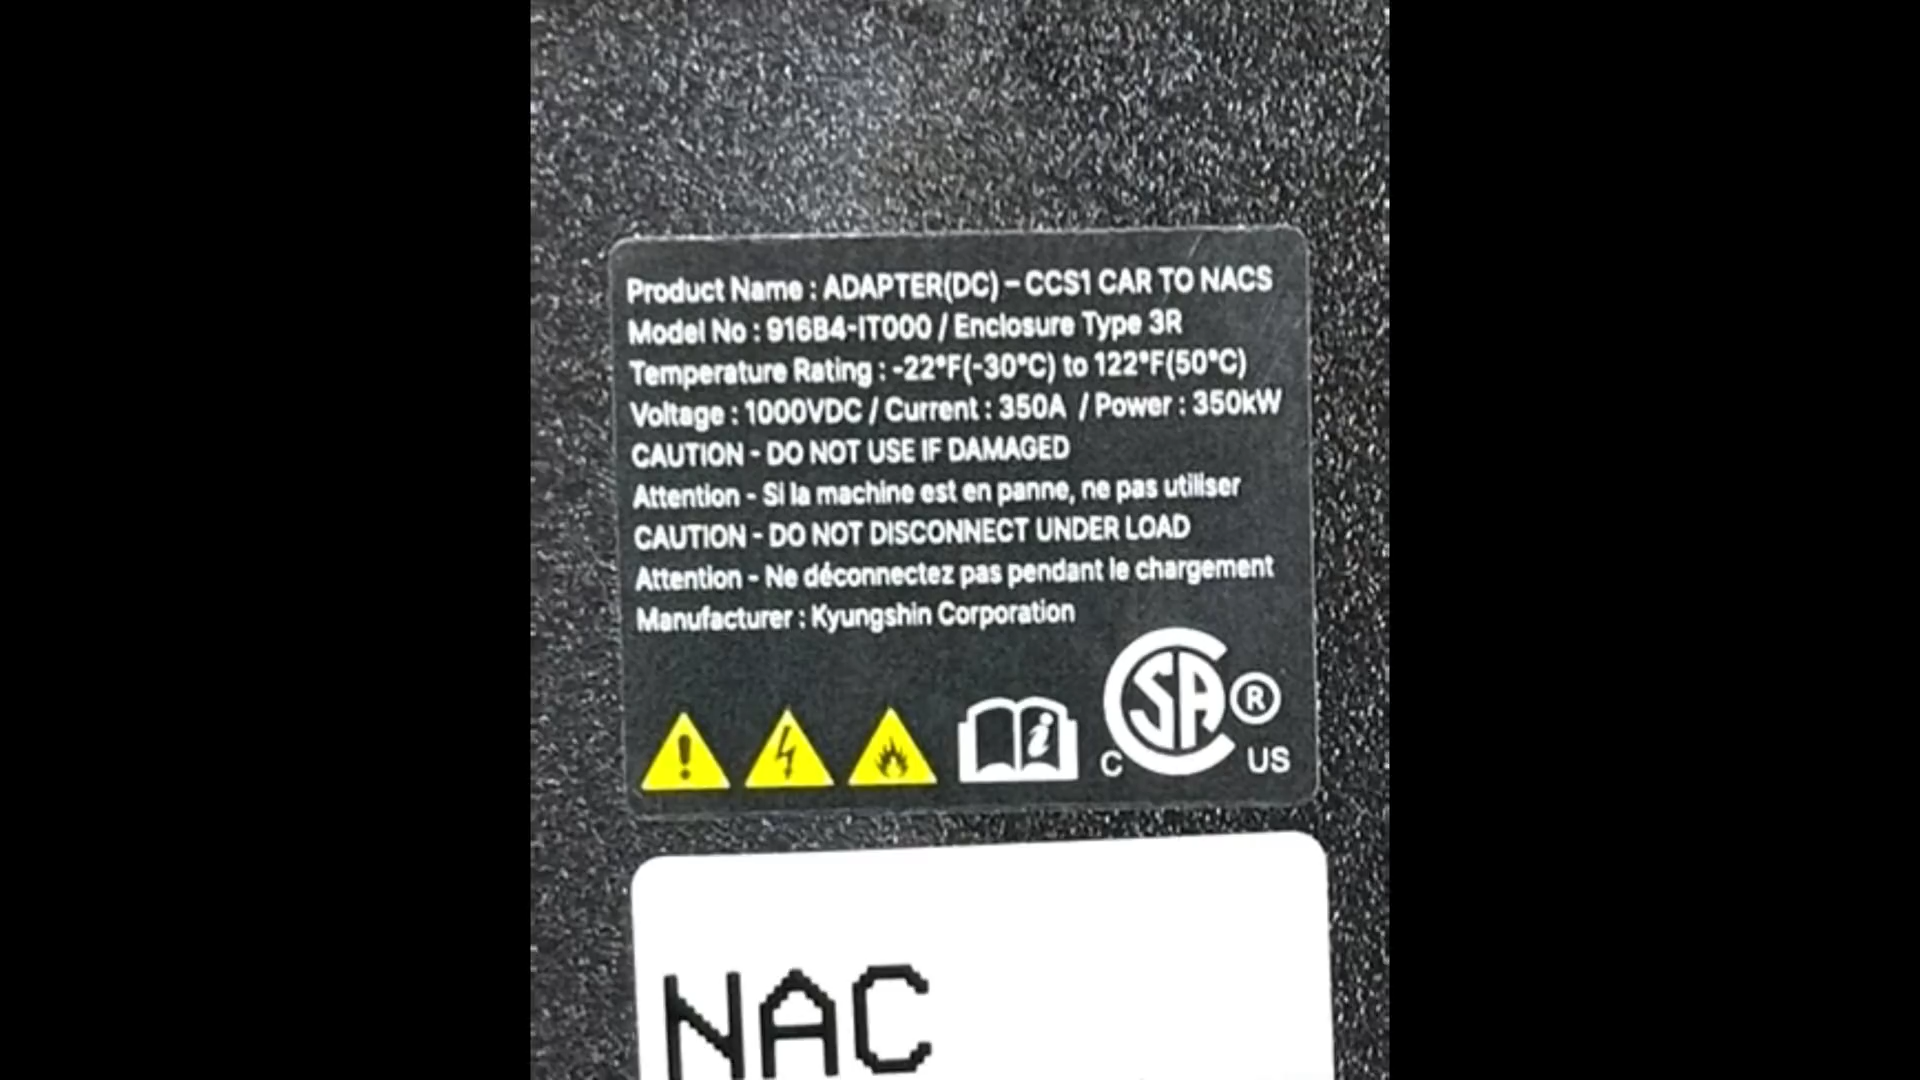 Product Name : ADAPTER(DC) – CCS1 CAR TO NACS
Model No : 916B4-IT000 / Enclosure Type 3R
Temperature Rating : -22°F(-30°C) to 122°F(50°C)
Voltage : 1000VDC / Current : 350A / Power : 350kW
CAUTION - DO NOT USE IF DAMAGED
Attention - Si la machine est en panne, ne pas utiliser
CAUTION - DO NOT DISCONNECT UNDER LOAD
Attention - Ne déconnectez pas pendant le chargement
Manufacturer : Kyungshin Corporation
C SA ® C US
NAC